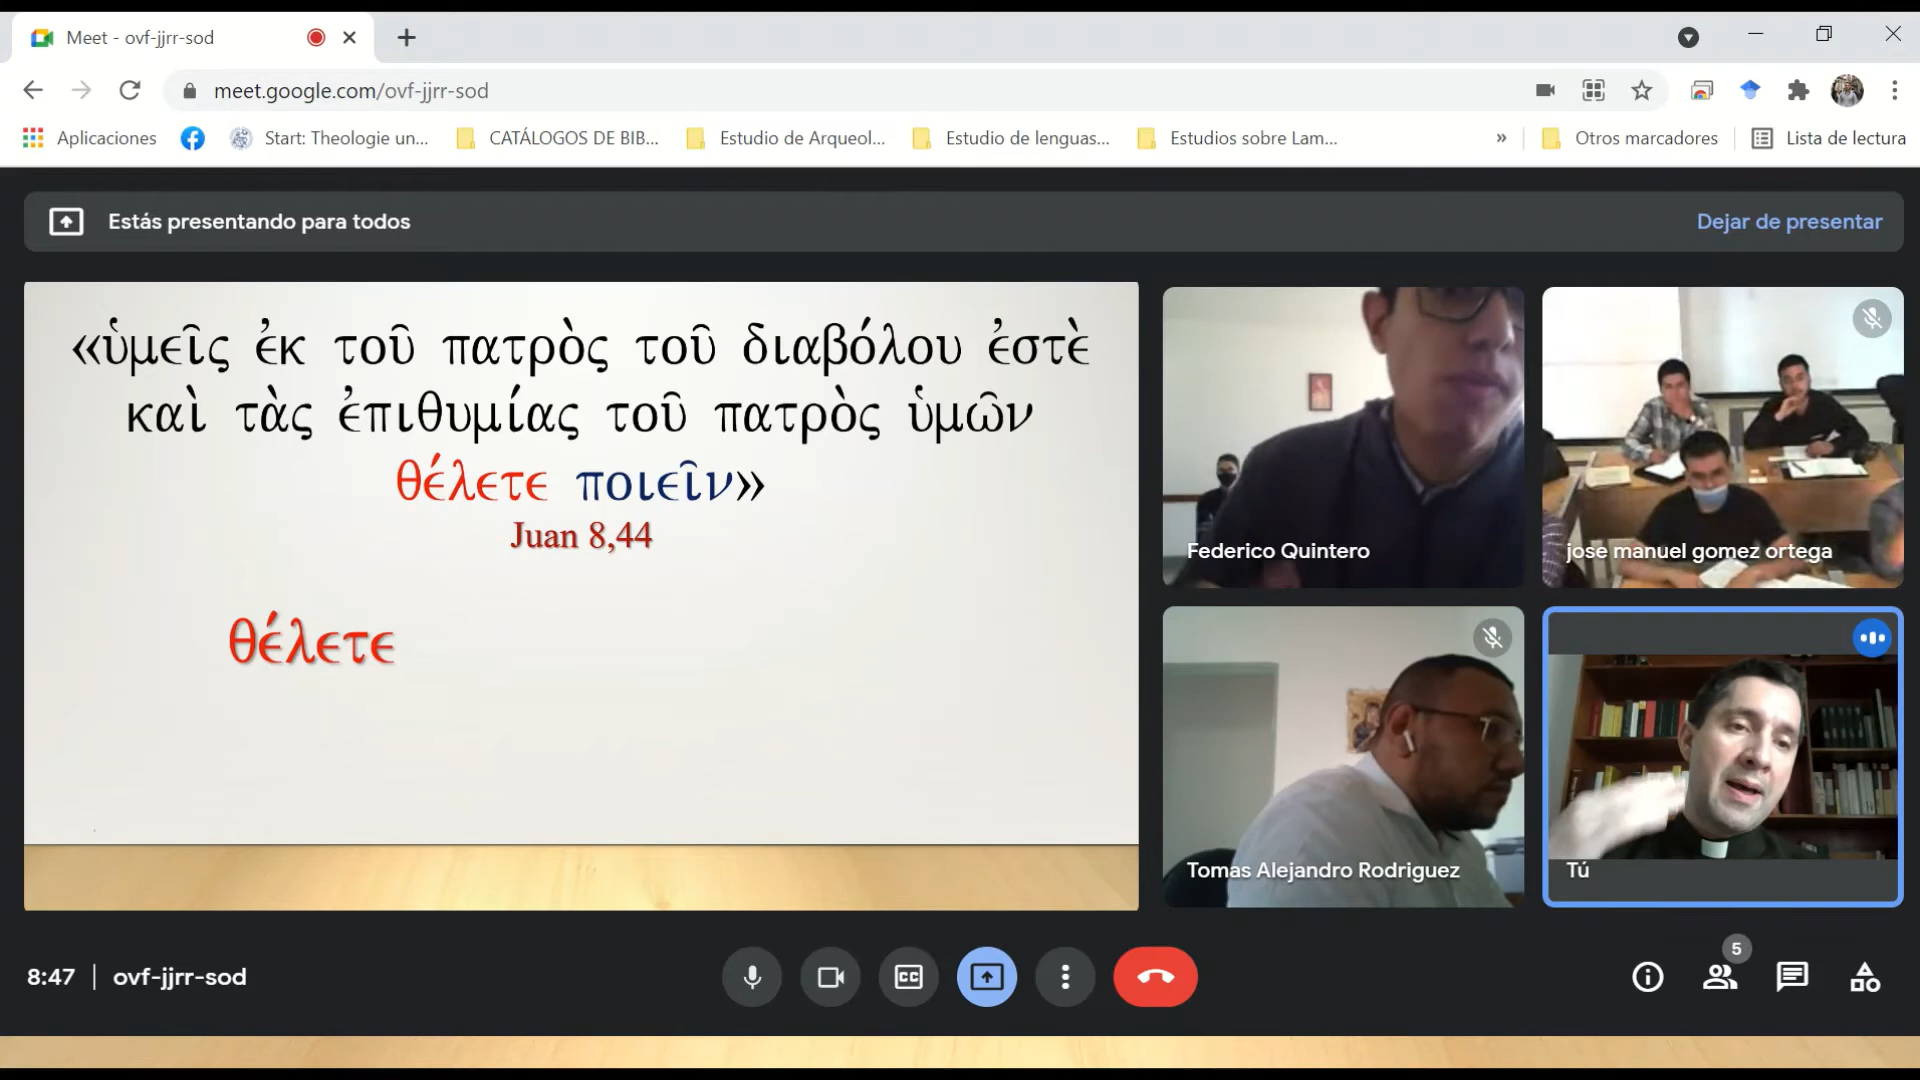 Meet - ovf-jjrr-sod
meet.google.com/ovf-jjrr-sod
Aplicaciones
Start: Theologie un...
CATÁLOGOS DE BIB...
Estudio de Arqueol...
Estudio de lenguas...
Estudios sobre Lam...
»
Otros marcadores
Lista de lectura
Estás presentando para todos
Dejar de presentar
«ὑμεῖς ἐκ τοῦ πατρὸς τοῦ διαβόλου ἐστὲ
καὶ τὰς ἐπιθυμίας τοῦ πατρὸς ὑμῶν
θέλετε ποιεῖν»
Juan 8,44
θέλετε
Federico Quintero
jose manuel gomez ortega
Tomas Alejandro Rodriguez
Tú
8:47 | ovf-jjrr-sod
CC
5